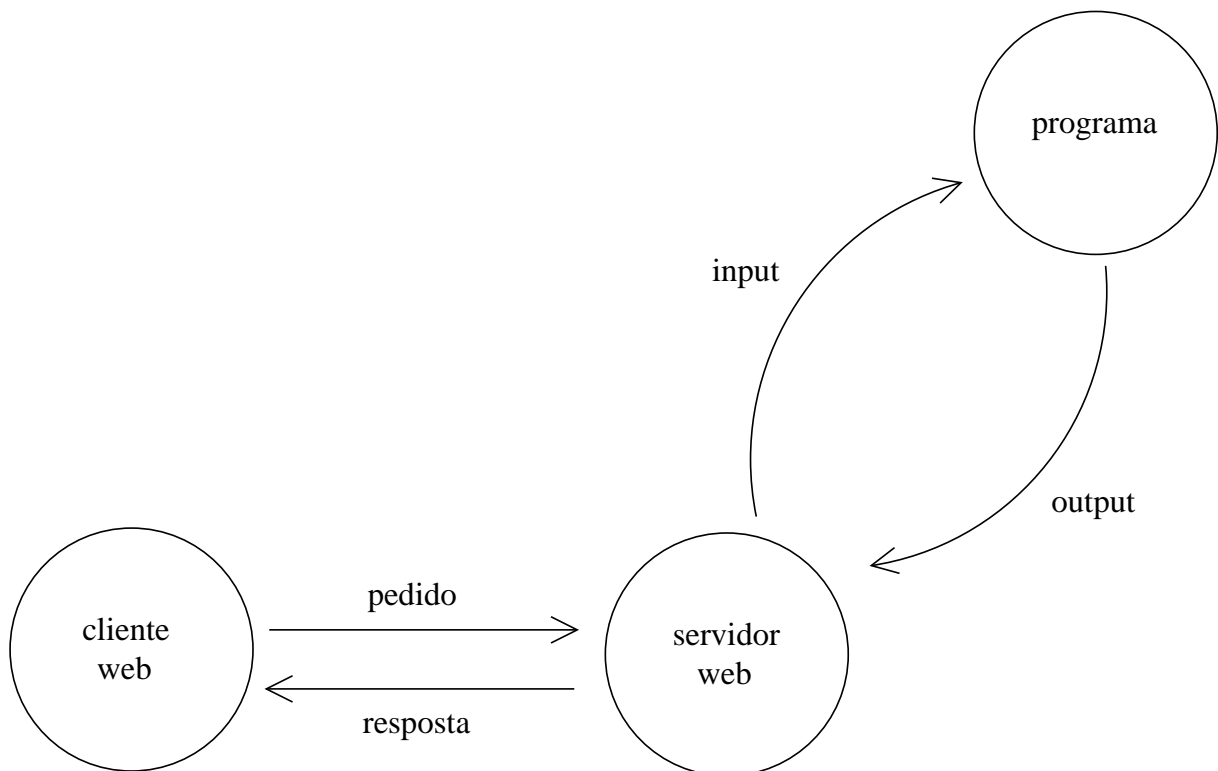 programa
input
output
pedido
cliente
web
servidor
web
resposta